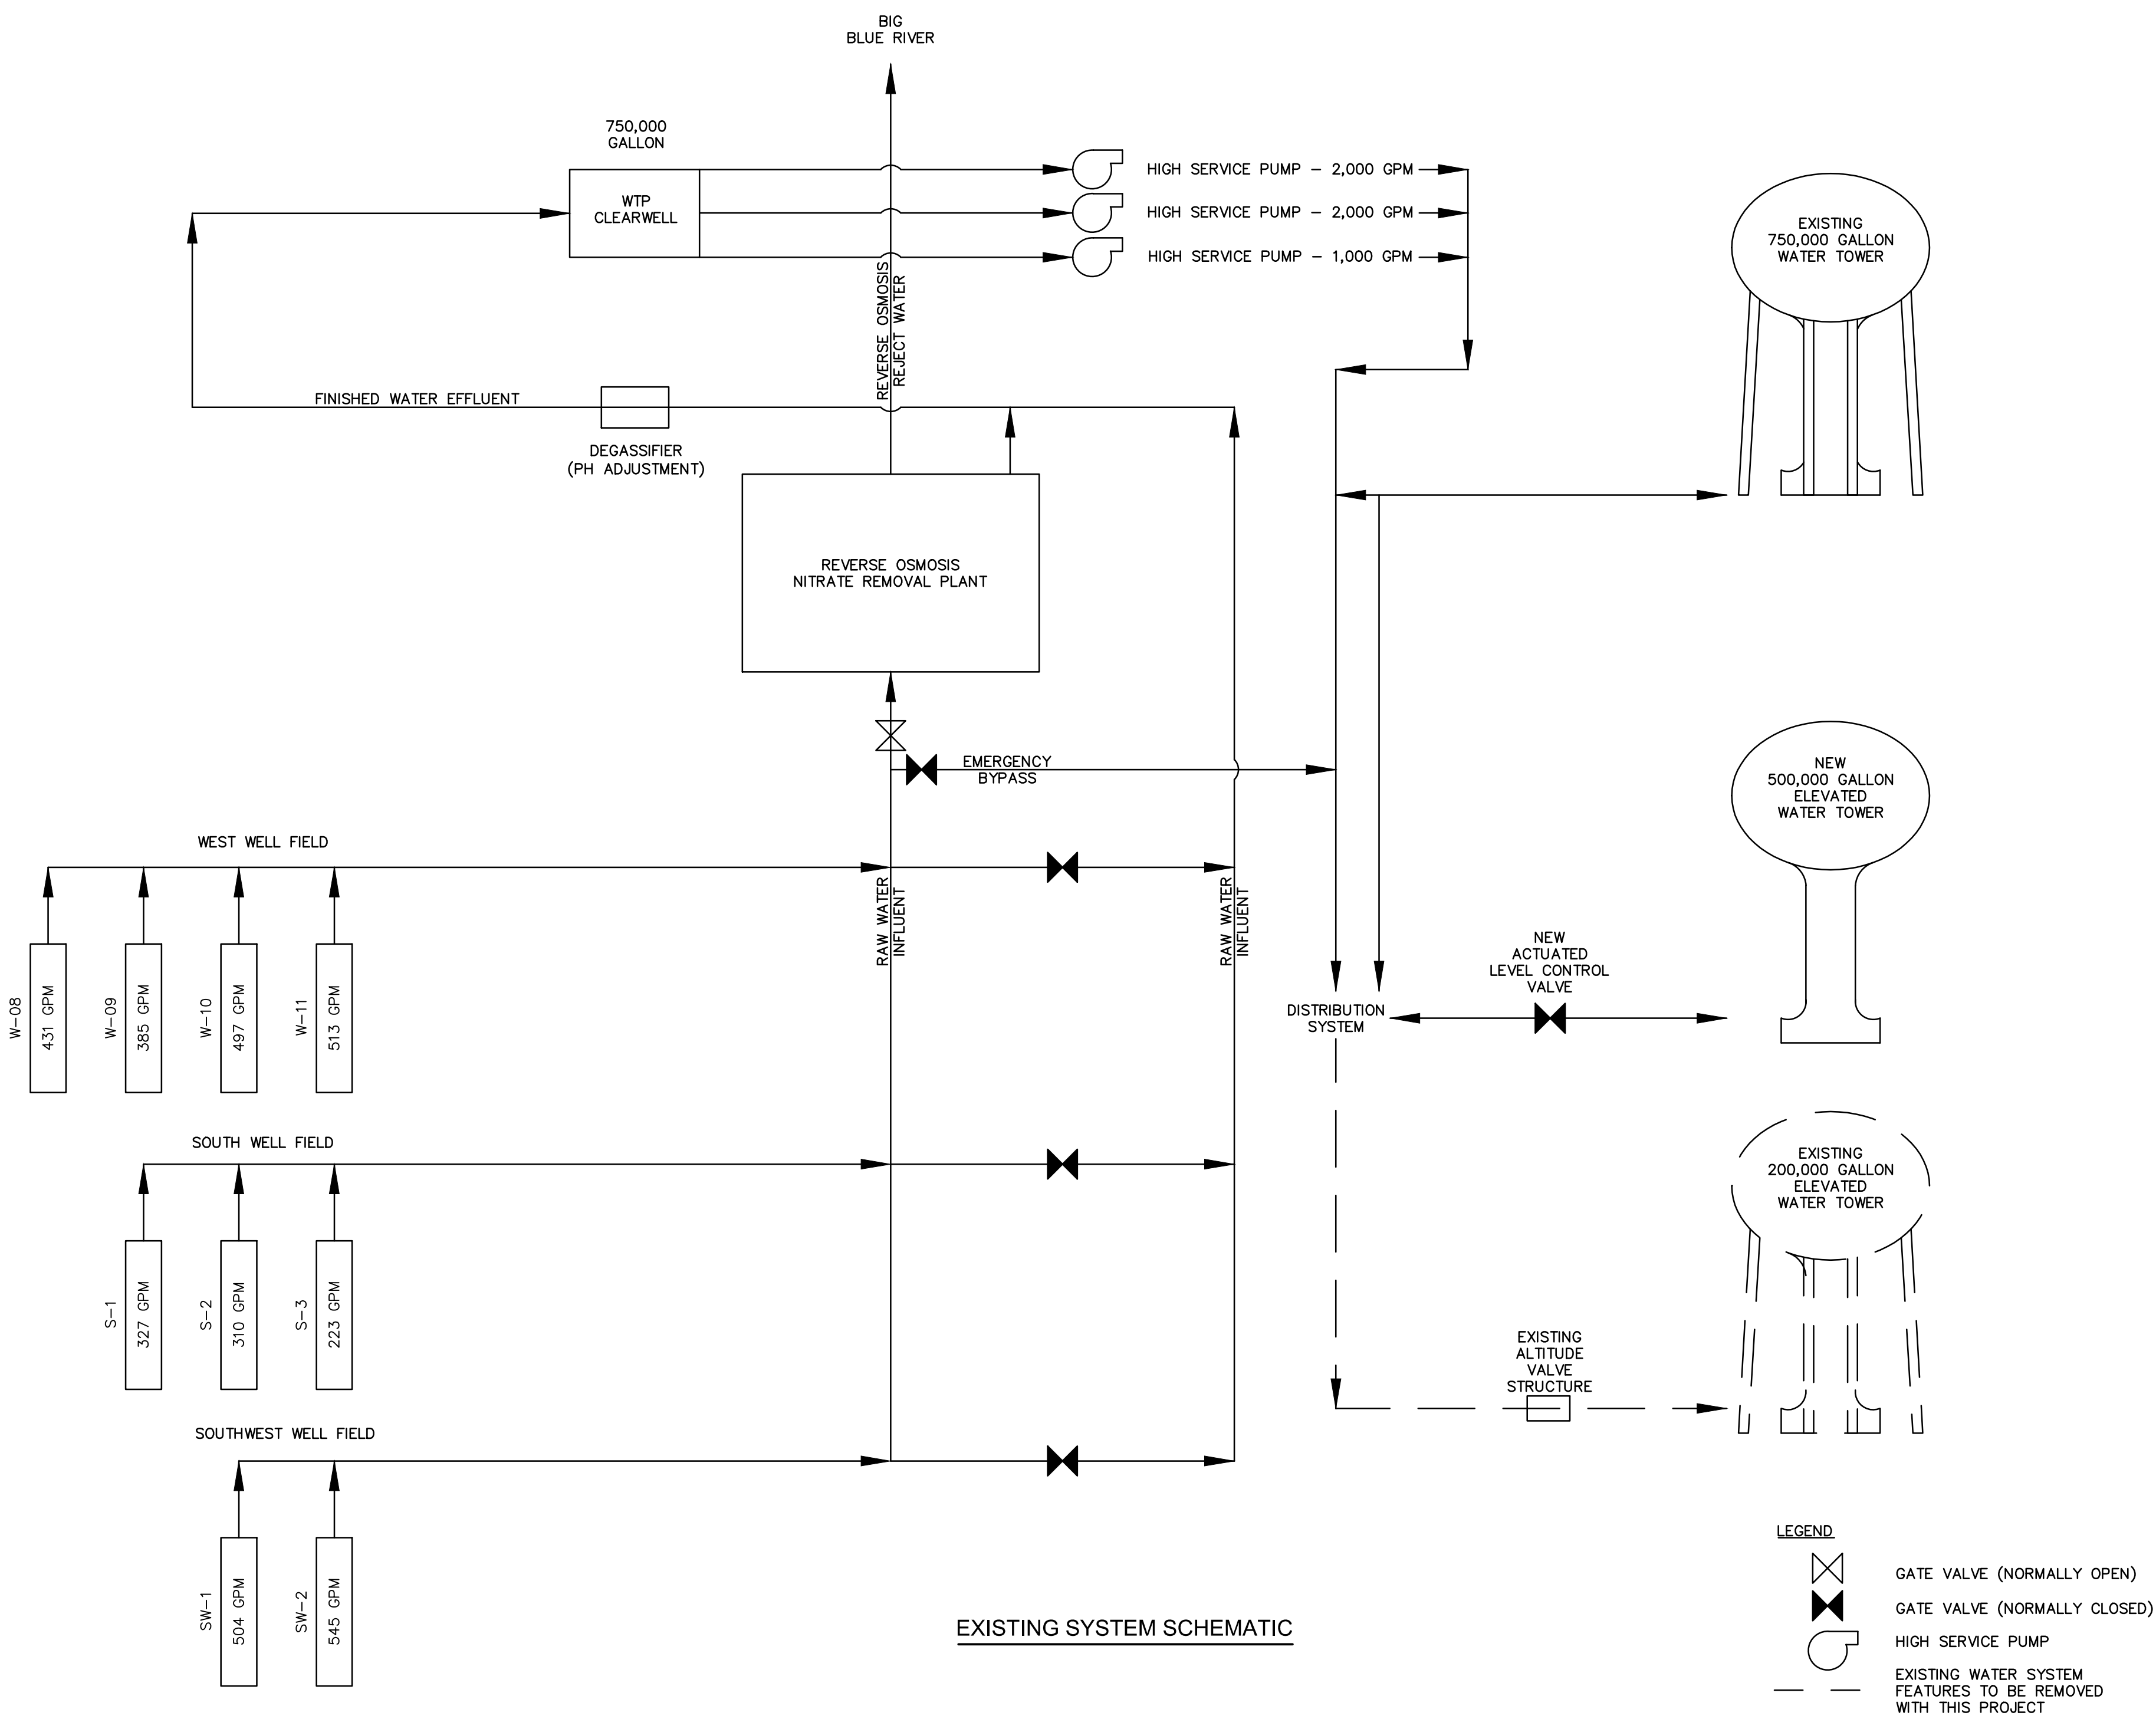 BIG
BLUE RIVER
750,000
GALLON
WTP
CLEARWELL
HIGH SERVICE PUMP - 2,000 GPM
HIGH SERVICE PUMP - 2,000 GPM
HIGH SERVICE PUMP - 1,000 GPM
EXISTING
750,000 GALLON
WATER TOWER
REVERSE OSMOSIS
REJECT WATER
FINISHED WATER EFFLUENT
DEGASSIFIER
(PH ADJUSTMENT)
REVERSE OSMOSIS
NITRATE REMOVAL PLANT
EMERGENCY
BYPASS
NEW
500,000 GALLON
ELEVATED
WATER TOWER
WEST WELL FIELD
RAW WATER
INFLUENT
RAW WATER
INFLUENT
W-08
431 GPM
W-09
385 GPM
W-10
497 GPM
W-11
513 GPM
NEW
ACTUATED
LEVEL CONTROL
VALVE
DISTRIBUTION
SYSTEM
SOUTH WELL FIELD
S-1
327 GPM
S-2
310 GPM
S-3
223 GPM
EXISTING
200,000 GALLON
ELEVATED
WATER TOWER
EXISTING
ALTITUDE
VALVE
STRUCTURE
SOUTHWEST WELL FIELD
SW-1
504 GPM
SW-2
545 GPM
EXISTING SYSTEM SCHEMATIC
LEGEND
GATE VALVE (NORMALLY OPEN)
GATE VALVE (NORMALLY CLOSED)
HIGH SERVICE PUMP
EXISTING WATER SYSTEM
FEATURES TO BE REMOVED
WITH THIS PROJECT